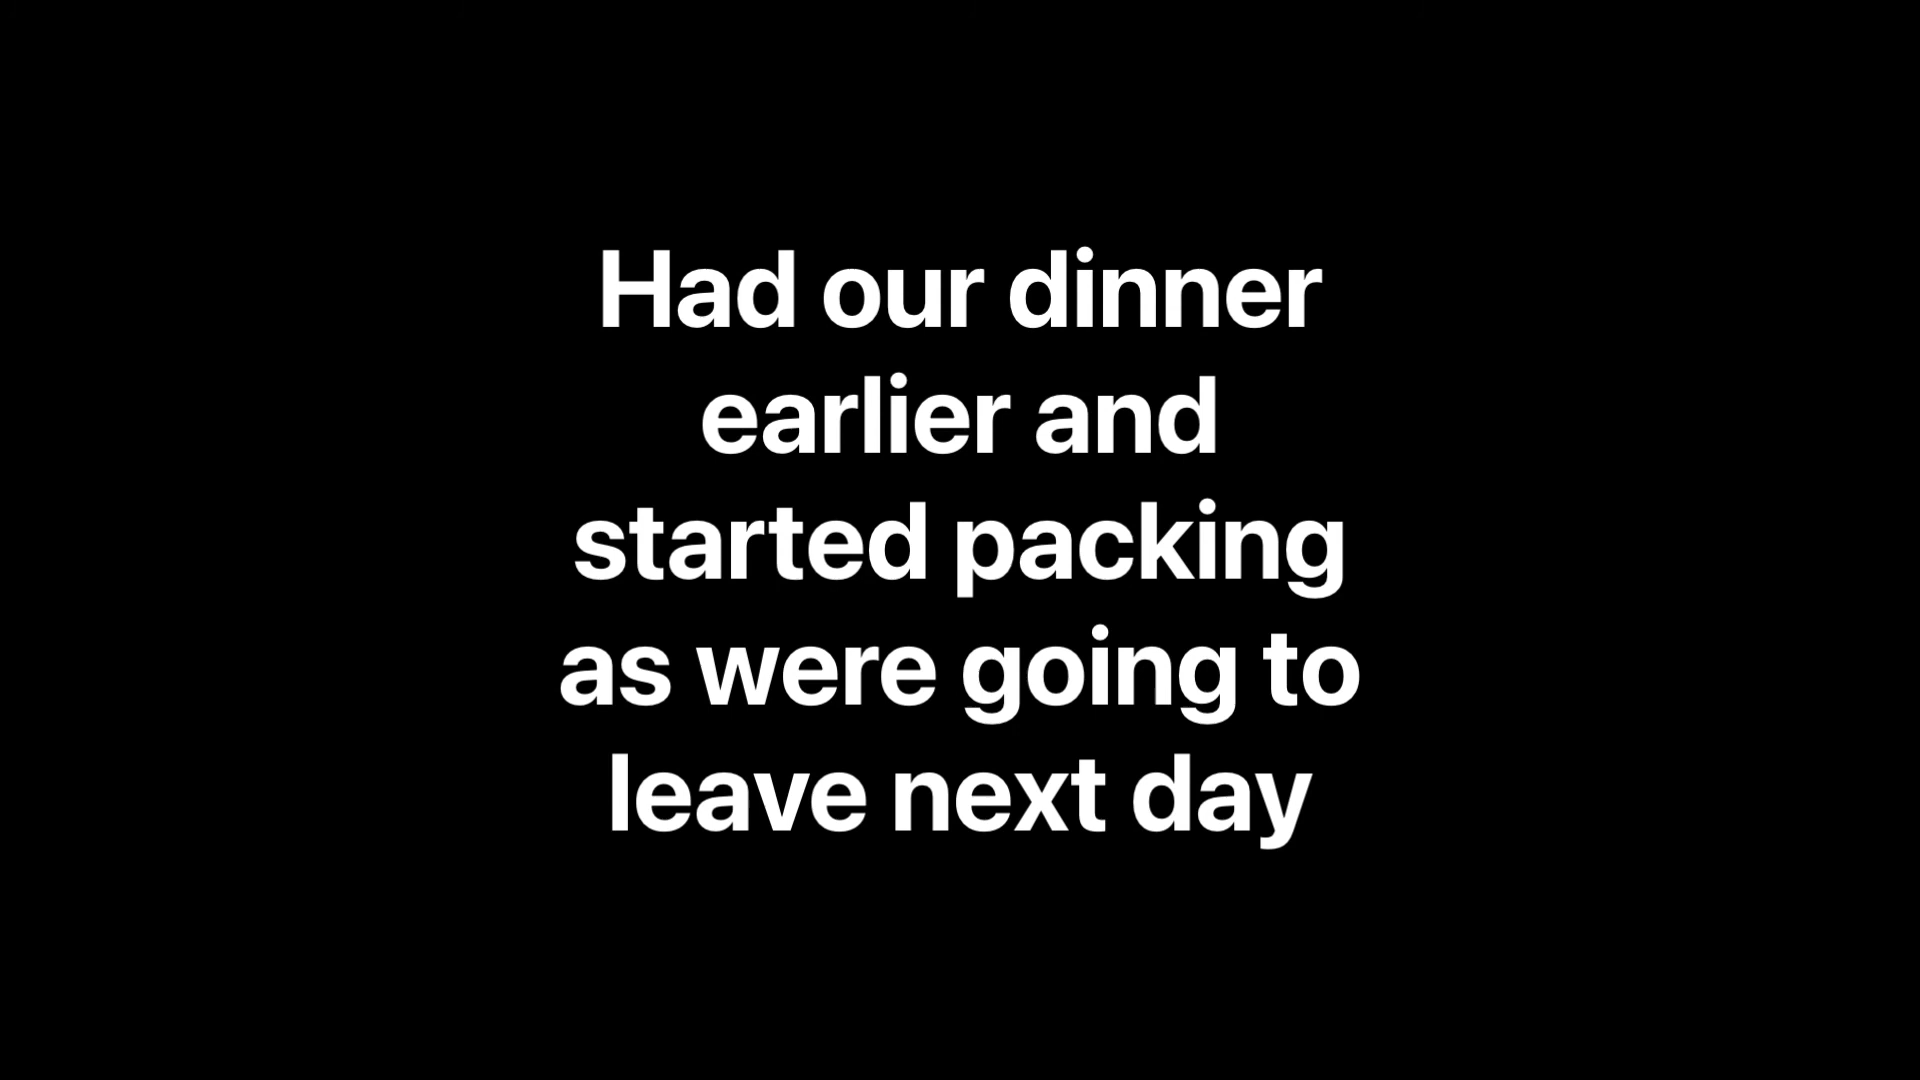 Had our dinner
earlier and
started packing
as were going to
leave next day